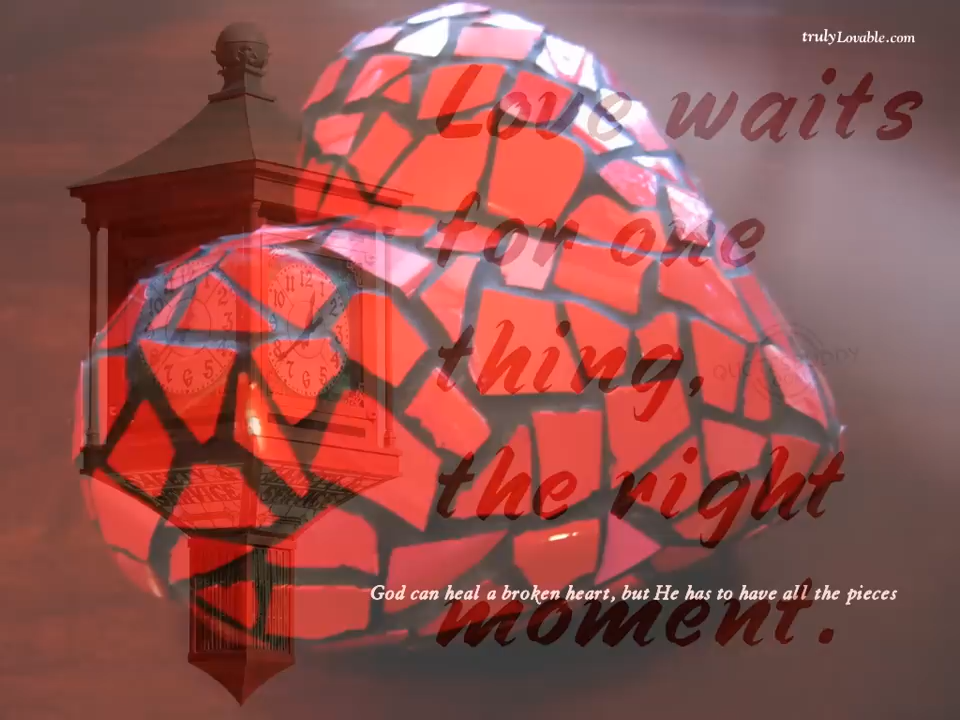 trulyLovable.com
Love waits
for one
thing,
the right
moment.
God can heal a broken heart, but He has to have all the pieces